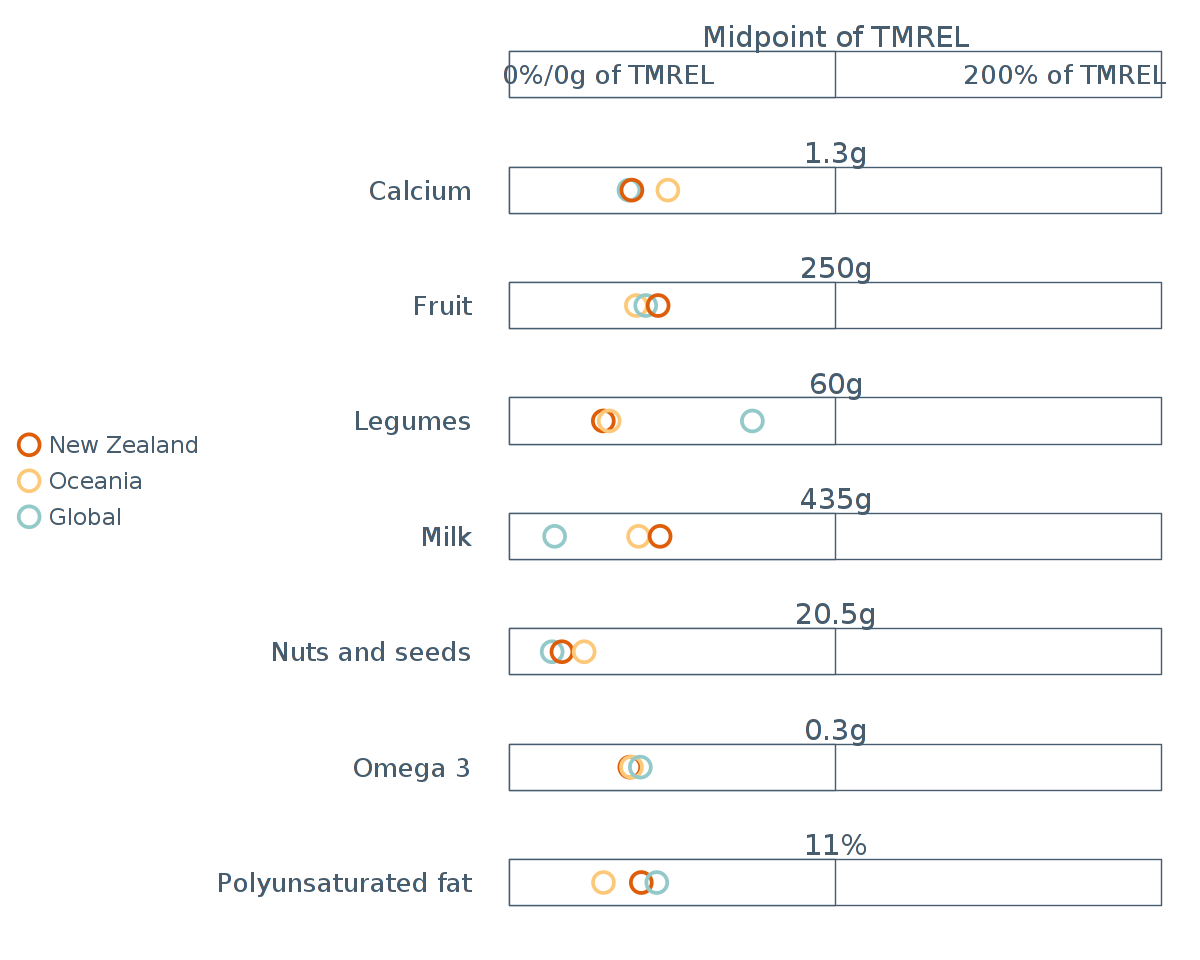 Midpoint of TMREL
0%/0g of TMREL 200% of TMREL
1.3g
Calcium
250g
Fruit
60g
Legumes
New Zealand
Oceania
Global
435g
Milk
20.5g
Nuts and seeds
0.3g
Omega 3
11%
Polyunsaturated fat